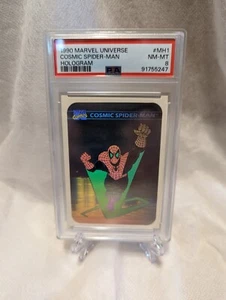 1990 MARVEL UNIVERSE #MH1
COSMIC SPIDER-MAN NM-MT
HOLOGRAM 8
91755247
COSMIC SPIDER-MAN